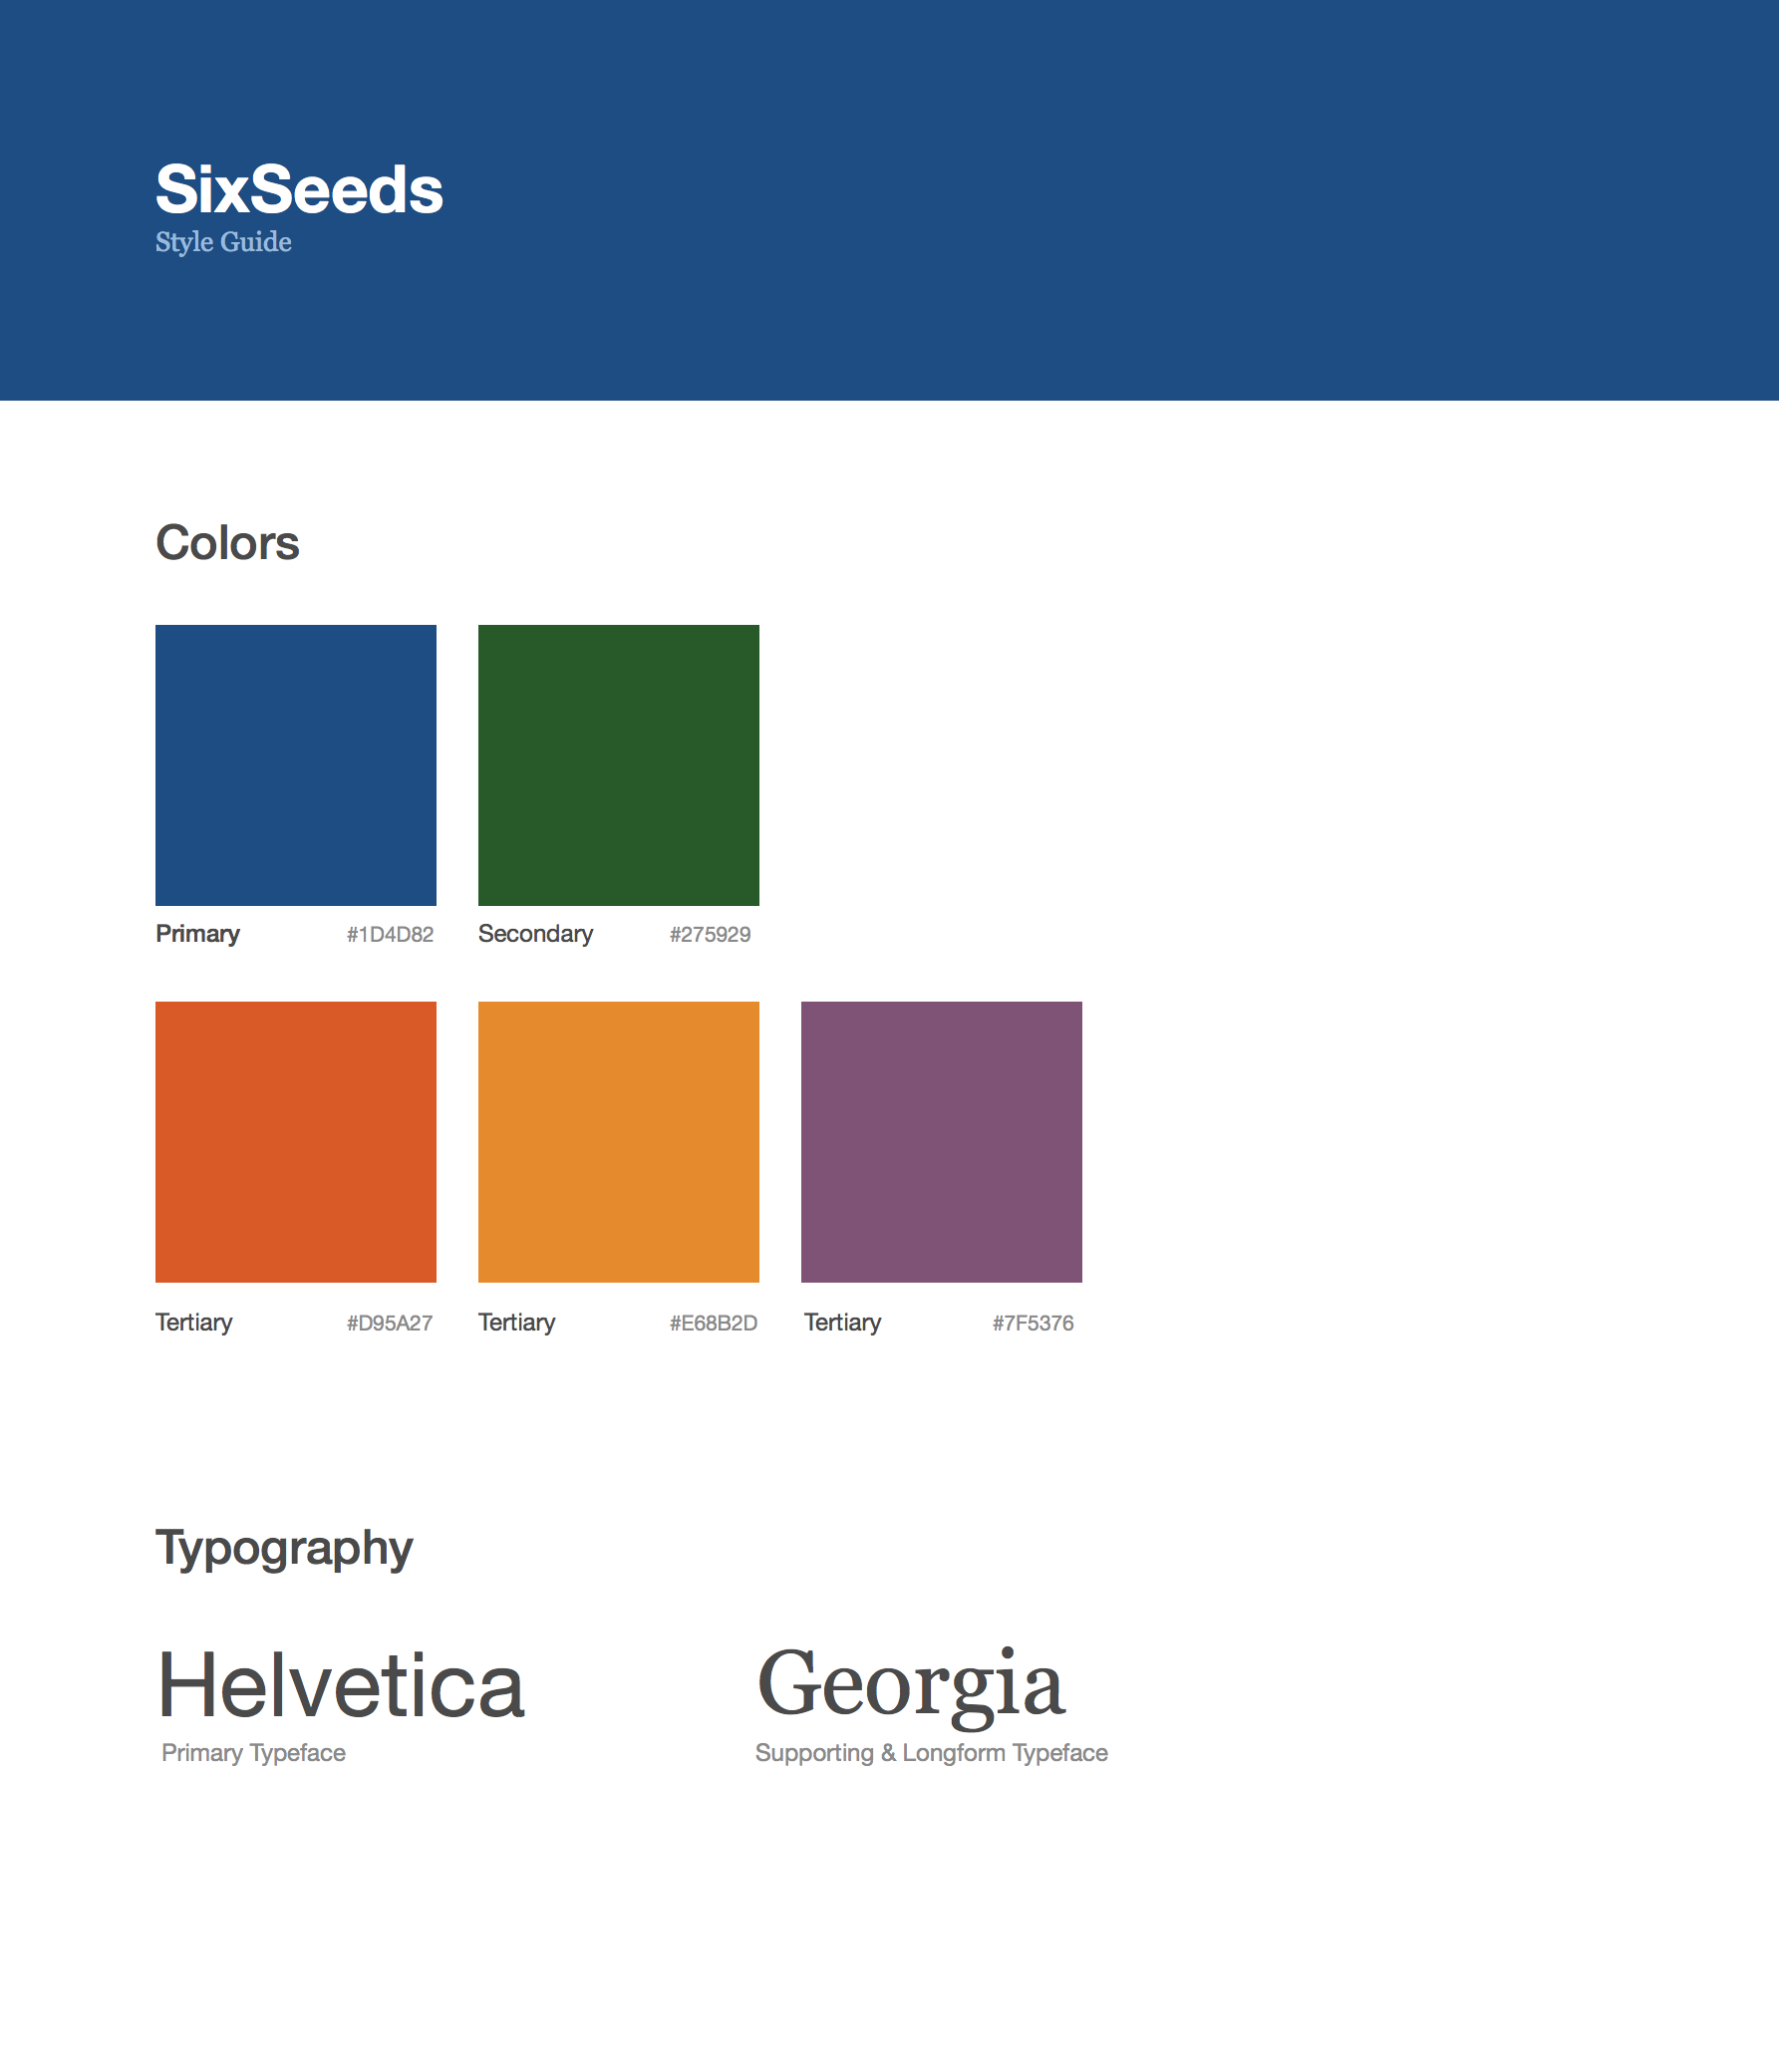 SixSeeds
Style Guide
Colors
Primary #1D4D82 Secondary #275929
Tertiary #D95A27 Tertiary #E68B2D Tertiary #7F5376
Typography
Helvetica Georgia
Primary Typeface Supporting & Longform Typeface